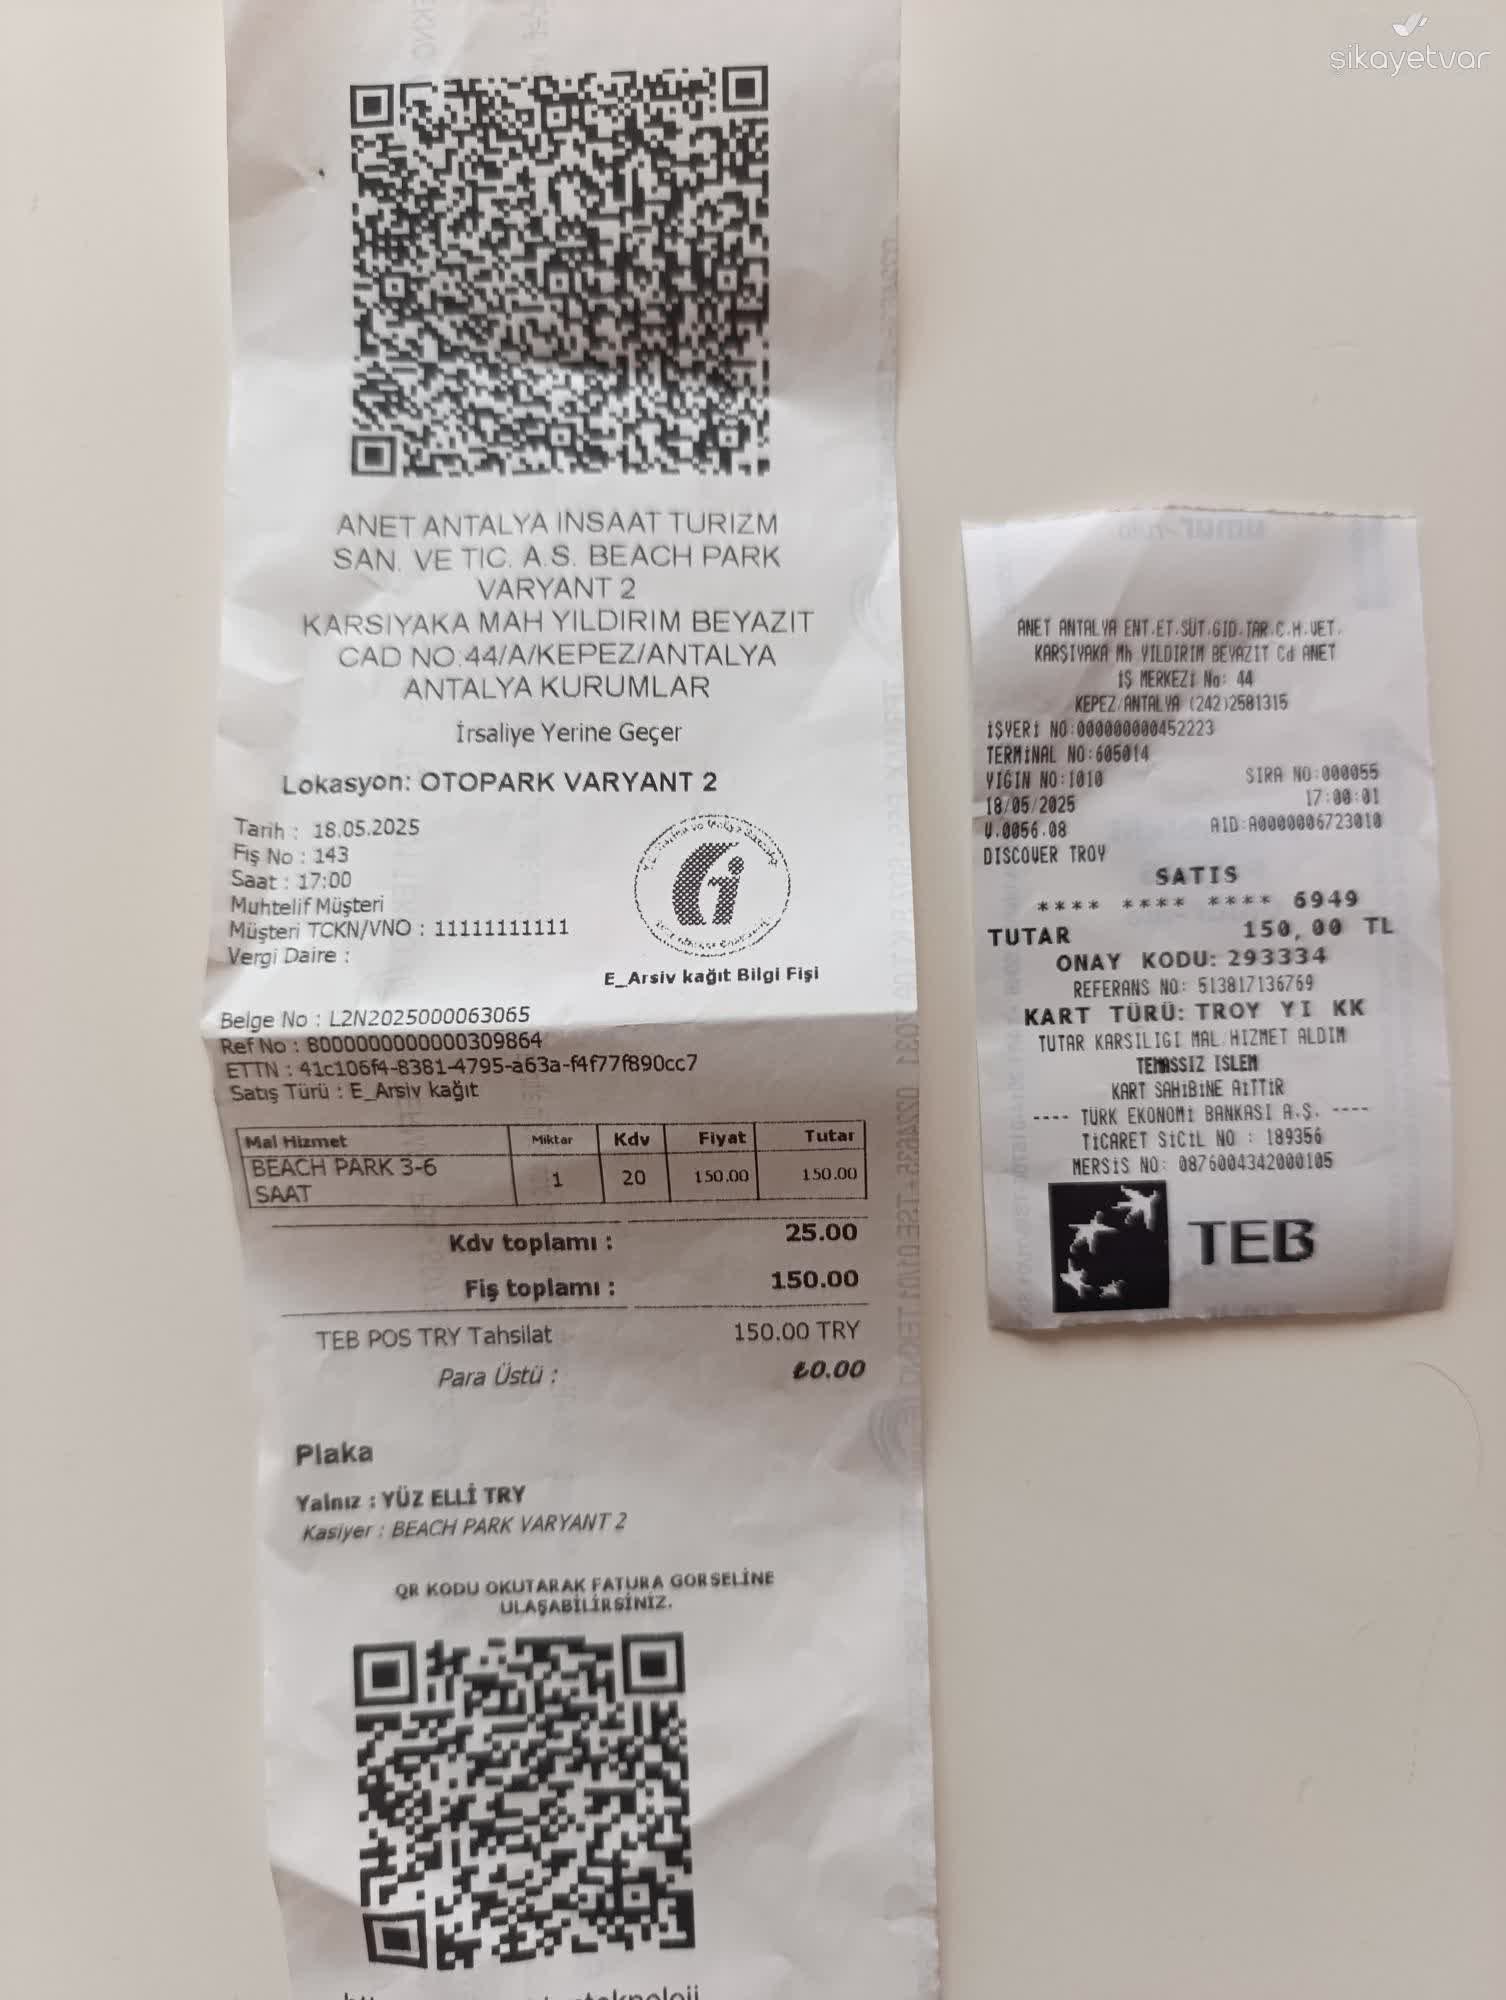 şikayetvar
ANET ANTALYA INSAAT TURIZM
SAN. VE TIC. A.S. BEACH PARK
VARYANT 2
KARSIYAKA MAH YILDIRIM BEYAZIT
CAD NO:44/A/KEPEZ/ANTALYA
ANTALYA KURUMLAR
İrsaliye Yerine Geçer
Lokasyon: OTOPARK VARYANT 2
Tarih : 18.05.2025
Fiş No : 143
Saat : 17:00
Muhtelif Müşteri
Müşteri TCKN/VNO : 11111111111
Vergi Daire :
E_Arsiv kağıt Bilgi Fişi
Belge No : L2N2025000063065
Ref No : 8000000000000309864
ETTN : 41c106f4-8381-4795-a63a-f4f77f890cc7
Satış Türü : E_Arsiv kağıt
Mal Hizmet Miktar Kdv Fiyat Tutar
BEACH PARK 3-6
SAAT 1 20 150.00 150.00
Kdv toplamı : 25.00
Fiş toplamı : 150.00
TEB POS TRY Tahsilat 150.00 TRY
Para Üstü : ₺0.00
Plaka
Yalnız : YÜZ ELLİ TRY
Kasiyer : BEACH PARK VARYANT 2
QR KODU OKUTARAK FATURA GORSELİNE
ULAŞABİLİRSİNİZ.
ANET ANTALYA ENT.ET.SÜT.GID.TAR.C.H.VET.
KARŞIYAKA Mh YILDIRIM BEYAZIT Cd ANET
İŞ MERKEZİ No: 44
KEPEZ/ANTALYA (242)2581315
İŞYERİ NO:000000000452223
TERMİNAL NO:605014
YIGIN NO:1010 SIRA NO:000055
18/05/2025 17:00:01
V.0056.08 AID:A0000006723010
DISCOVER TROY
SATIS
**** **** **** 6949
TUTAR 150,00 TL
ONAY KODU: 293334
REFERANS NO: 513817136769
KART TÜRÜ: TROY YI KK
TUTAR KARSILIGI MAL/HIZMET ALDIM
TEMASSIZ ISLEM
KART SAHİBİNE AİTTİR
---- TÜRK EKONOMİ BANKASI A.Ş. ----
TİCARET SİCİL NO : 189356
MERSİS NO: 0876004342000105
TEB